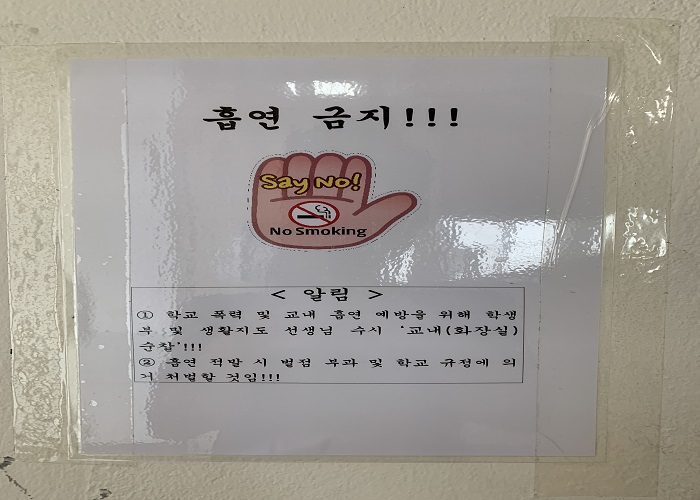 흡연 금지!!!
Say No!
No Smoking
< 알림 >
① 학교 폭력 및 교내 흡연 예방을 위해 학생
부 및 생활지도 선생님 수시 '교내(화장실)
순찰'!!!
② 흡연 적발 시 벌점 부과 및 학교 규정에 의
거 처벌할 것임!!!